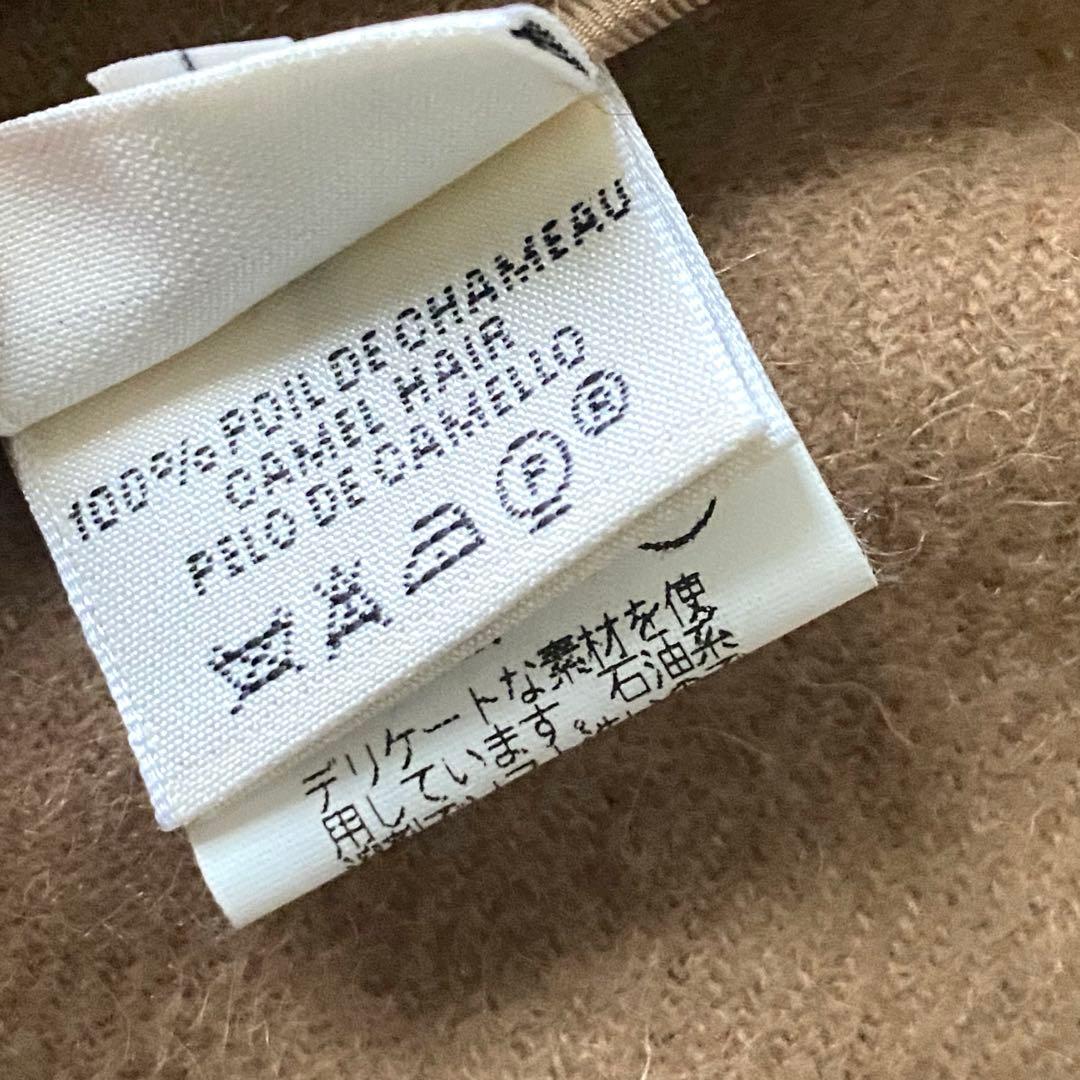 100% POIL DE CHAMEAU
CAMEL HAIR
PELO DE CAMELLO
F
R
デリケートな素材を使
用しています。石油系